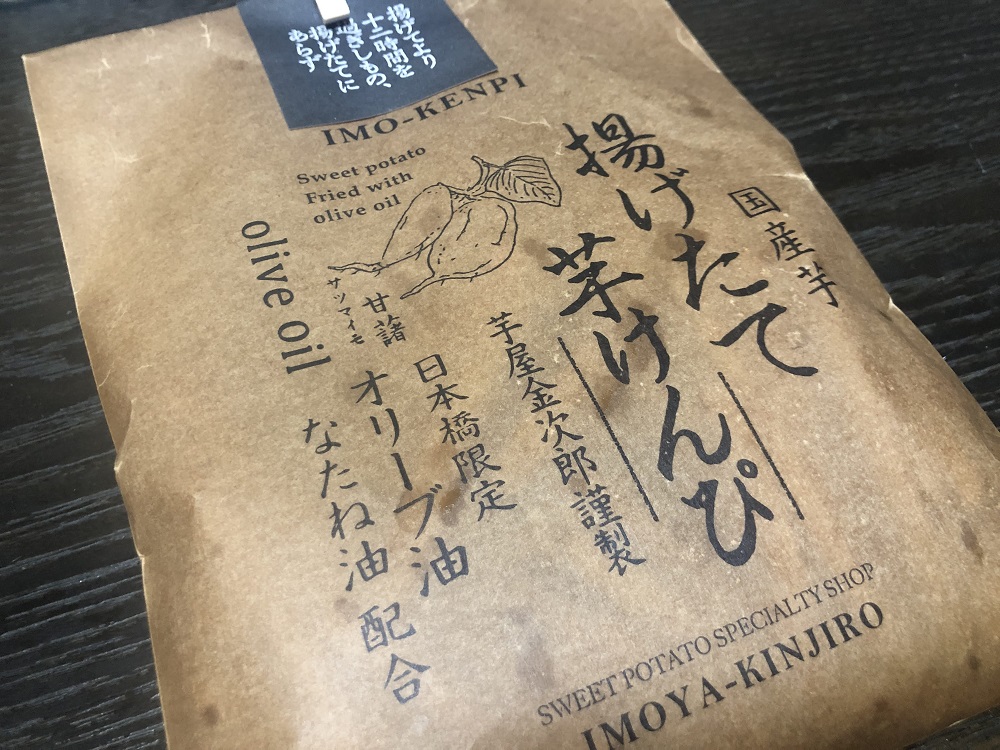 揚げてより
十二時間を
過ぎしもの、
揚げたてに
あらず
IMO-KENPI
Sweet potato
Fried with
olive oil
olive oil
国産芋
揚げたて
芋けんぴ
芋屋金次郎 謹製
甘藷
サツマイモ
日本橋限定
オリーブ油
なたね油 配合
SWEET POTATO SPECIALTY SHOP
IMOYA-KINJIRO